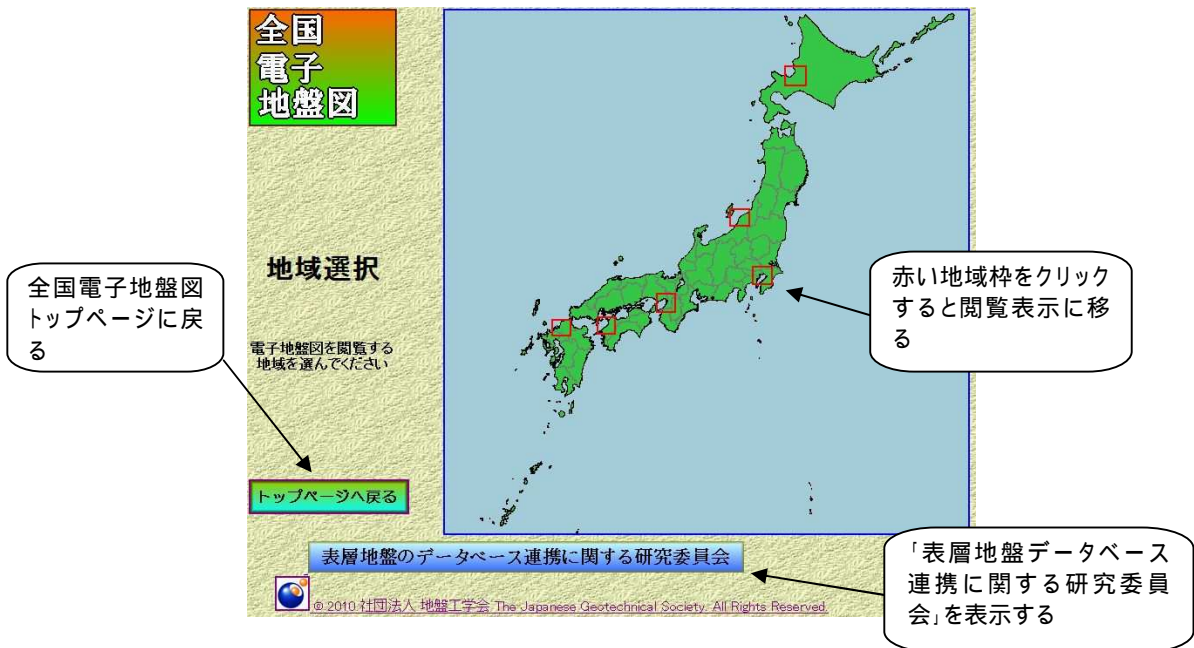 全国
電子
地盤図
地域選択
全国電子地盤図
トップページに戻
る
赤い地域枠をクリック
すると閲覧表示に移
る
電子地盤図を閲覧する
地域を選んでください
トップページへ戻る
表層地盤のデータベース連携に関する研究委員会
「表層地盤データベース
連携に関する研究委員
会」を表示する
© 2010 社団法人 地盤工学会 The Japanese Geotechnical Society. All Rights Reserved.